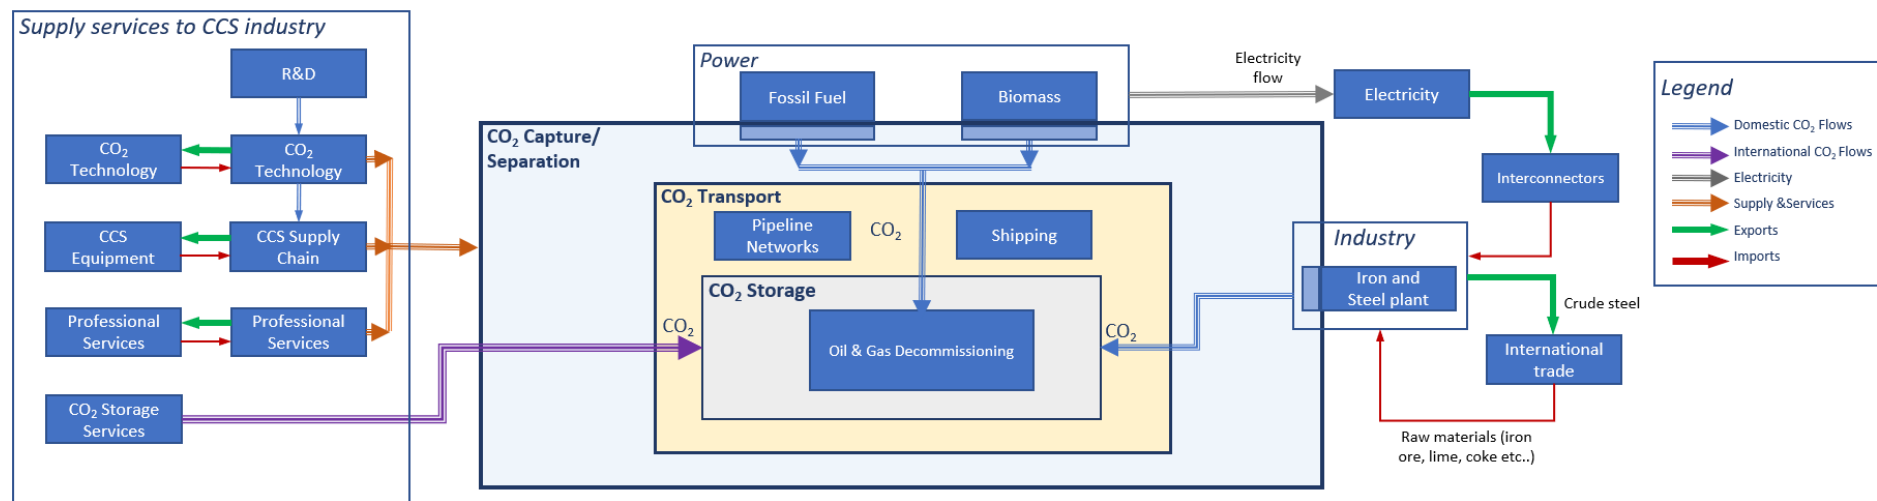 Supply services to CCS industry
R&D
CO₂
Technology
CO₂
Technology
CCS
Equipment
CCS Supply
Chain
Professional
Services
Professional
Services
CO₂ Storage
Services
Power
Fossil Fuel
Biomass
CO₂ Capture/
Separation
CO₂ Transport
Pipeline
Networks
CO₂
Shipping
CO₂ Storage
CO₂
Oil & Gas Decommissioning
CO₂
Electricity
flow
Electricity
Interconnectors
Industry
Iron and
Steel plant
Crude steel
International
trade
Raw materials (iron
ore, lime, coke etc..)
Legend
Domestic CO₂ Flows
International CO₂ Flows
Electricity
Supply &Services
Exports
Imports